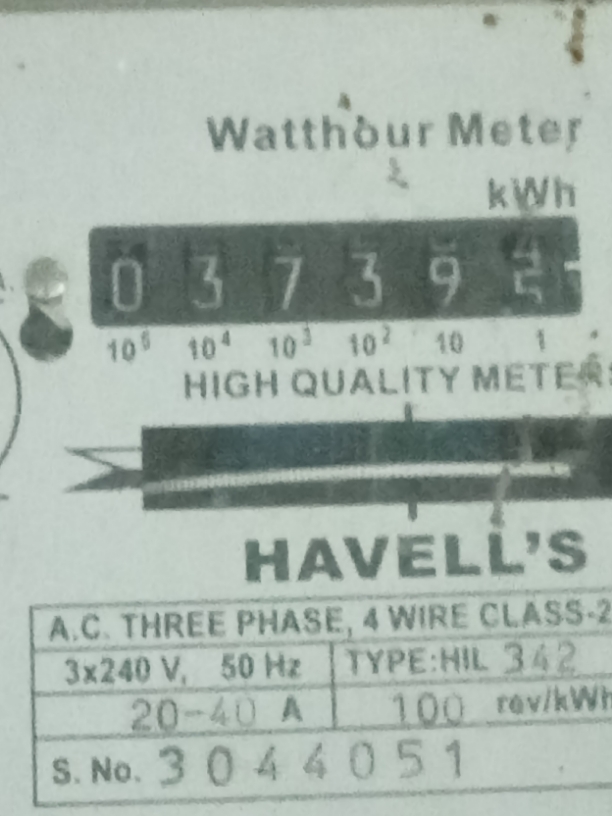 Watthour Meter
kWh
0 3 7 3 9
10⁵ 10⁴ 10³ 10² 10 1
HIGH QUALITY METERS
HAVELL'S
A.C. THREE PHASE, 4 WIRE CLASS-2
3x240 V, 50 Hz TYPE:HIL 342
20-40 A 100 rev/kWh
S. No. 3044051